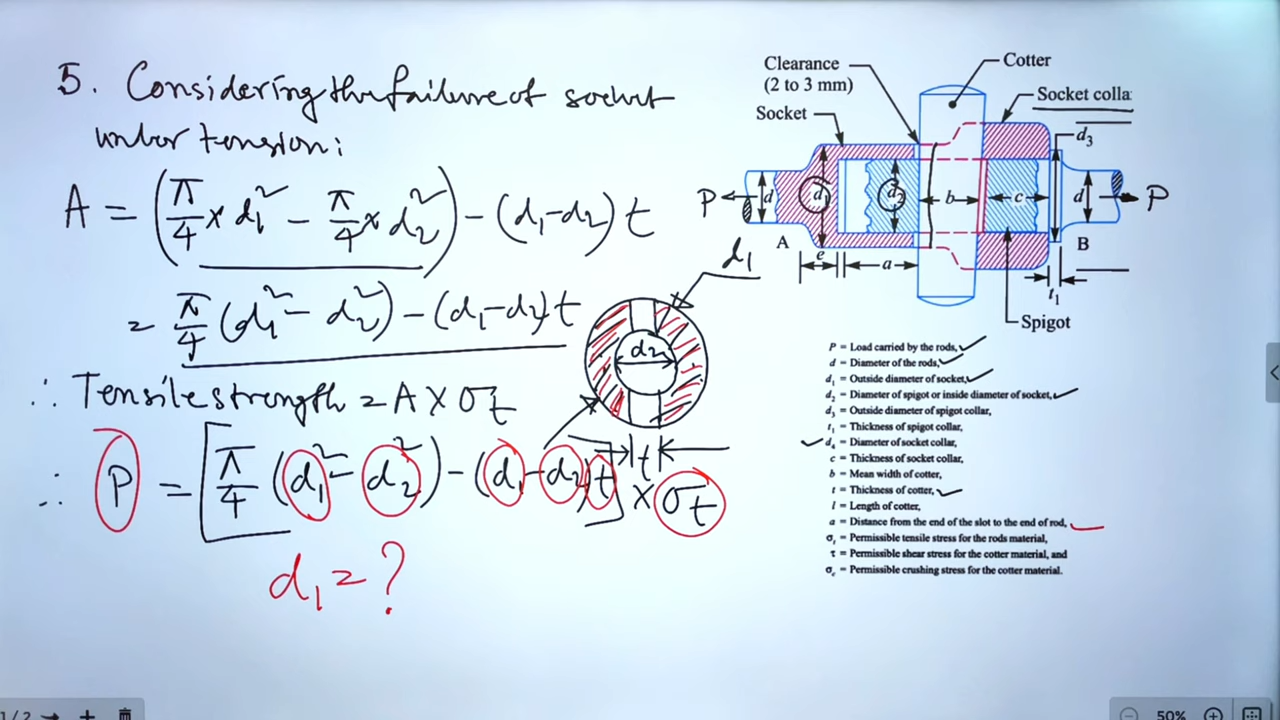 5. Considering the failure of socket
under tension:
A = (π/4 × d₁² − π/4 × d₂²) − (d₁−d₂) t
= π/4 (d₁² − d₂²) − (d₁−d₂) t
∴ Tensile strength = A × σt
∴ P = [π/4 (d₁² − d₂²) − (d₁−d₂) t] × σt
d₁ = ?
d₁
d₂
t
Clearance
(2 to 3 mm)
Socket
Cotter
Socket colla
d₃
P d d₁ d₂ b c d P
A B
e a t₁
Spigot
P = Load carried by the rods,
d = Diameter of the rods,
d₁ = Outside diameter of socket,
d₂ = Diameter of spigot or inside diameter of socket,
d₃ = Outside diameter of spigot collar,
t₁ = Thickness of spigot collar,
d₄ = Diameter of socket collar,
c = Thickness of socket collar,
b = Mean width of cotter,
t = Thickness of cotter,
l = Length of cotter,
a = Distance from the end of the slot to the end of rod,
σt = Permissible tensile stress for the rods material,
τ = Permissible shear stress for the cotter material, and
σc = Permissible crushing stress for the cotter material.
1/2
50%